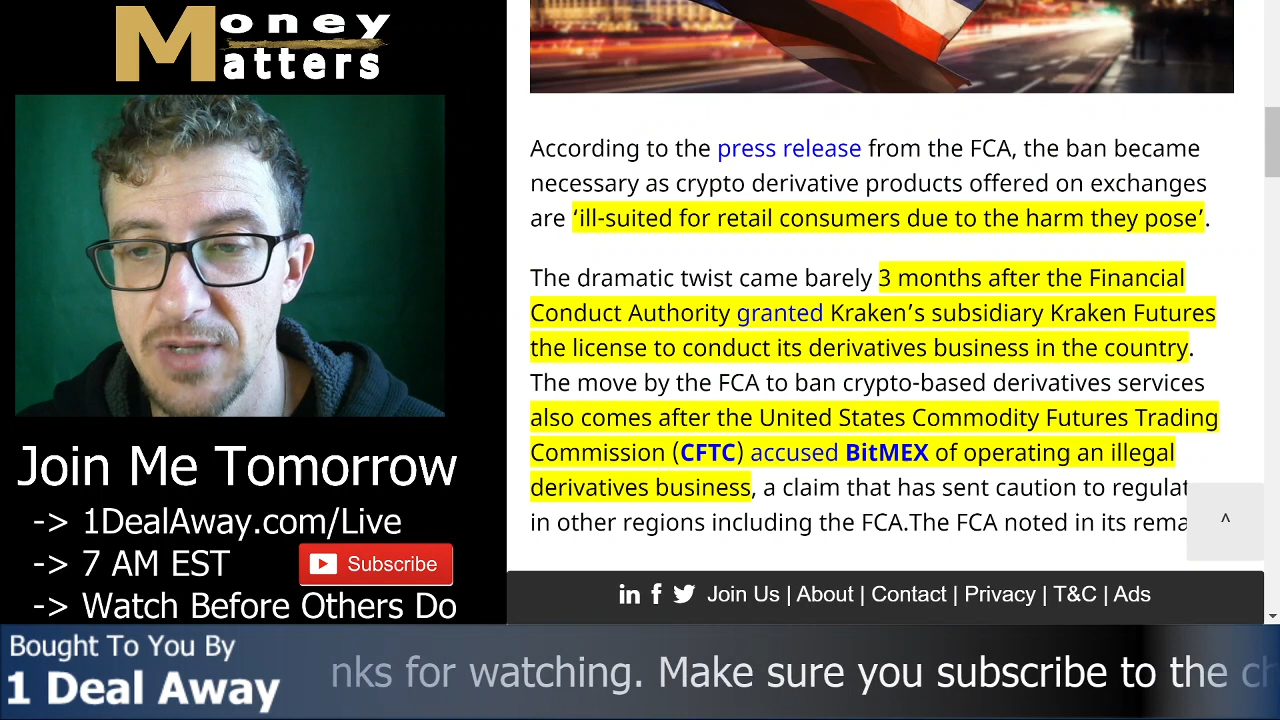 Money
Matters
According to the press release from the FCA, the ban became
necessary as crypto derivative products offered on exchanges
are ‘ill-suited for retail consumers due to the harm they pose’.
The dramatic twist came barely 3 months after the Financial
Conduct Authority granted Kraken’s subsidiary Kraken Futures
the license to conduct its derivatives business in the country.
The move by the FCA to ban crypto-based derivatives services
also comes after the United States Commodity Futures Trading
Commission (CFTC) accused BitMEX of operating an illegal
derivatives business, a claim that has sent caution to regulat
in other regions including the FCA.The FCA noted in its rema
^
in f Join Us | About | Contact | Privacy | T&C | Ads
Join Me Tomorrow
-> 1DealAway.com/Live
-> 7 AM EST
Subscribe
-> Watch Before Others Do
Bought To You By
1 Deal Away
nks for watching. Make sure you subscribe to the ch